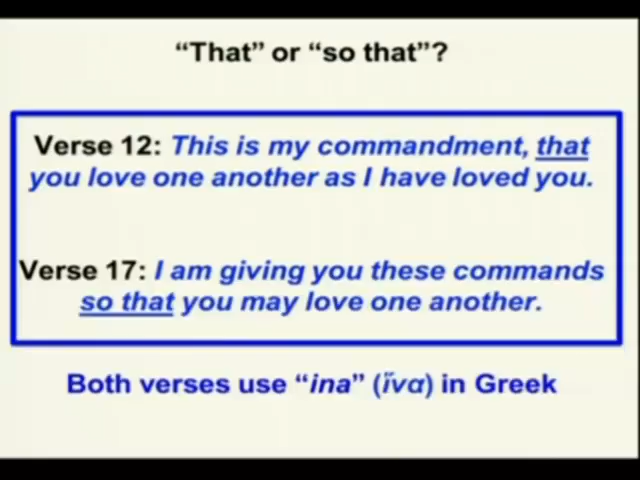 “That” or “so that”?
Verse 12: This is my commandment, that
you love one another as I have loved you.
Verse 17: I am giving you these commands
so that you may love one another.
Both verses use “ina” (ἵνα) in Greek